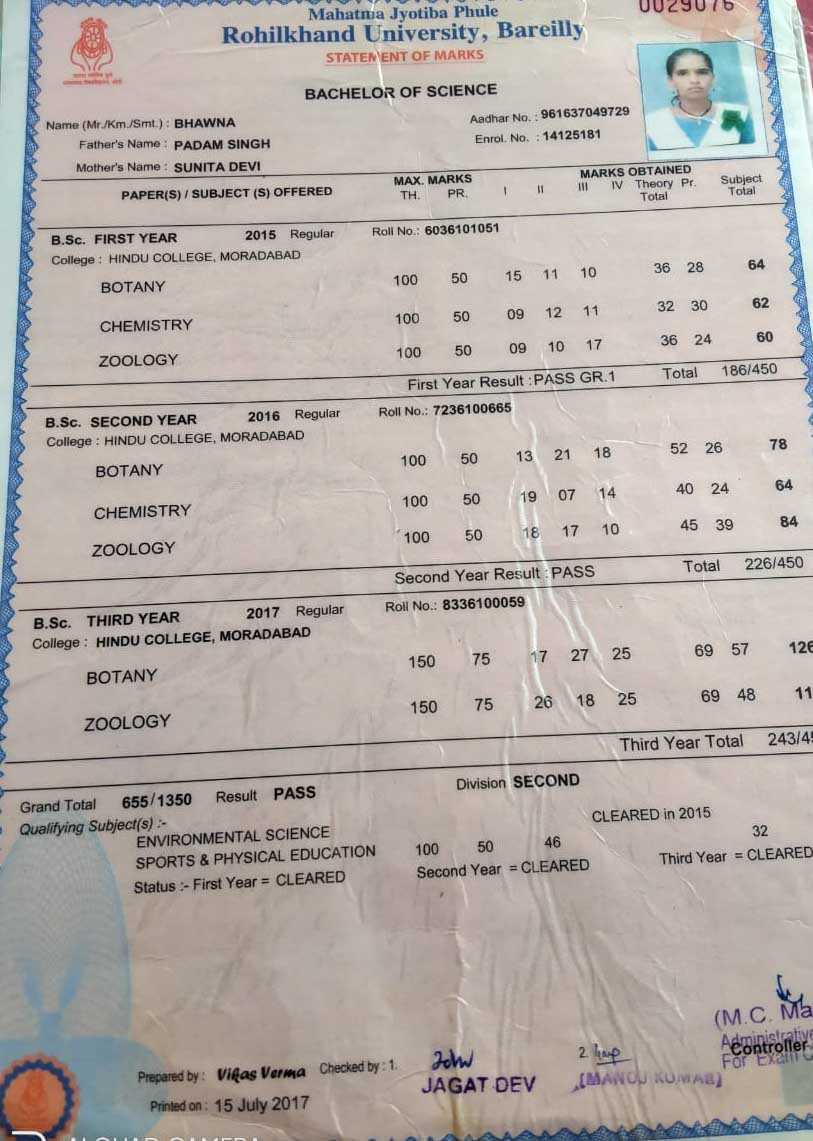 0029076
Mahatma Jyotiba Phule
Rohilkhand University, Bareilly
STATEMENT OF MARKS
BACHELOR OF SCIENCE
Name (Mr./Km./Smt.) : BHAWNA Aadhar No. : 961637049729
Father's Name : PADAM SINGH Enrol. No. : 14125181
Mother's Name : SUNITA DEVI
PAPER(S) / SUBJECT (S) OFFERED MAX. MARKS MARKS OBTAINED Subject
TH. PR. I II III IV Theory Pr. Total
Total
B.Sc. FIRST YEAR 2015 Regular Roll No.: 6036101051
College : HINDU COLLEGE, MORADABAD
BOTANY 100 50 15 11 10 36 28 64
CHEMISTRY 100 50 09 12 11 32 30 62
ZOOLOGY 100 50 09 10 17 36 24 60
First Year Result : PASS GR.1 Total 186/450
B.Sc. SECOND YEAR 2016 Regular Roll No.: 7236100665
College : HINDU COLLEGE, MORADABAD
BOTANY 100 50 13 21 18 52 26 78
CHEMISTRY 100 50 19 07 14 40 24 64
ZOOLOGY 100 50 18 17 10 45 39 84
Second Year Result : PASS Total 226/450
B.Sc. THIRD YEAR 2017 Regular Roll No.: 8336100059
College : HINDU COLLEGE, MORADABAD
BOTANY 150 75 17 27 25 69 57 126
ZOOLOGY 150 75 26 18 25 69 48 11
Third Year Total 243/45
Grand Total 655/1350 Result PASS Division SECOND
Qualifying Subject(s) :-
ENVIRONMENTAL SCIENCE CLEARED in 2015
SPORTS & PHYSICAL EDUCATION 100 50 46 32
Status :- First Year = CLEARED Second Year = CLEARED Third Year = CLEARED
(M.C. Ma
Administrative
Controller
For Exam C
Prepared by : Vikas Verma Checked by : 1. 2.
JAGAT DEV [MANOJ KUMAR]
Printed on : 15 July 2017